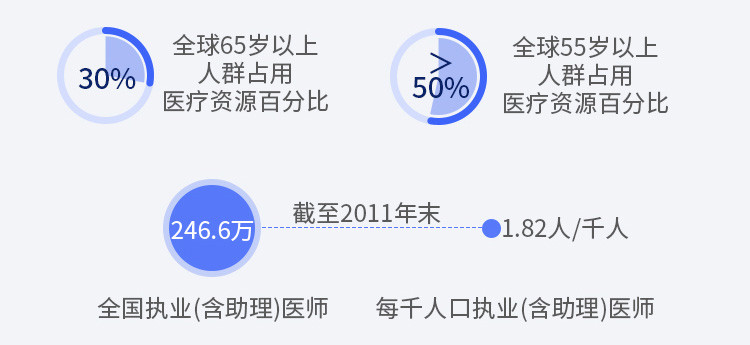 30%
全球65岁以上
人群占用
医疗资源百分比
>
50%
全球55岁以上
人群占用
医疗资源百分比
246.6万
截至2011年末
1.82人/千人
全国执业(含助理)医师
每千人口执业(含助理)医师